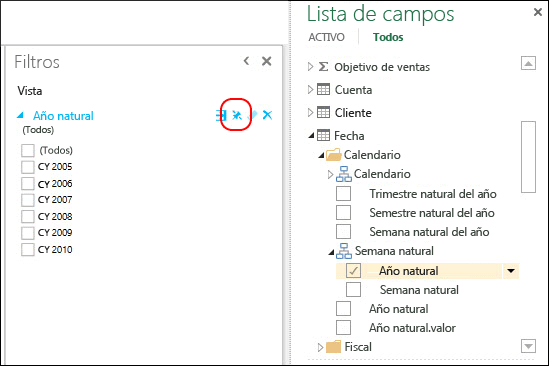 Filtros
Vista
Año natural
(Todos)
(Todos)
CY 2005
CY 2006
CY 2007
CY 2008
CY 2009
CY 2010
Lista de campos
ACTIVO Todos
Σ Objetivo de ventas
Cuenta
Cliente
Fecha
Calendario
Calendario
Trimestre natural del año
Semestre natural del año
Semana natural del año
Semana natural
Año natural
Semana natural
Año natural
Año natural.valor
Fiscal